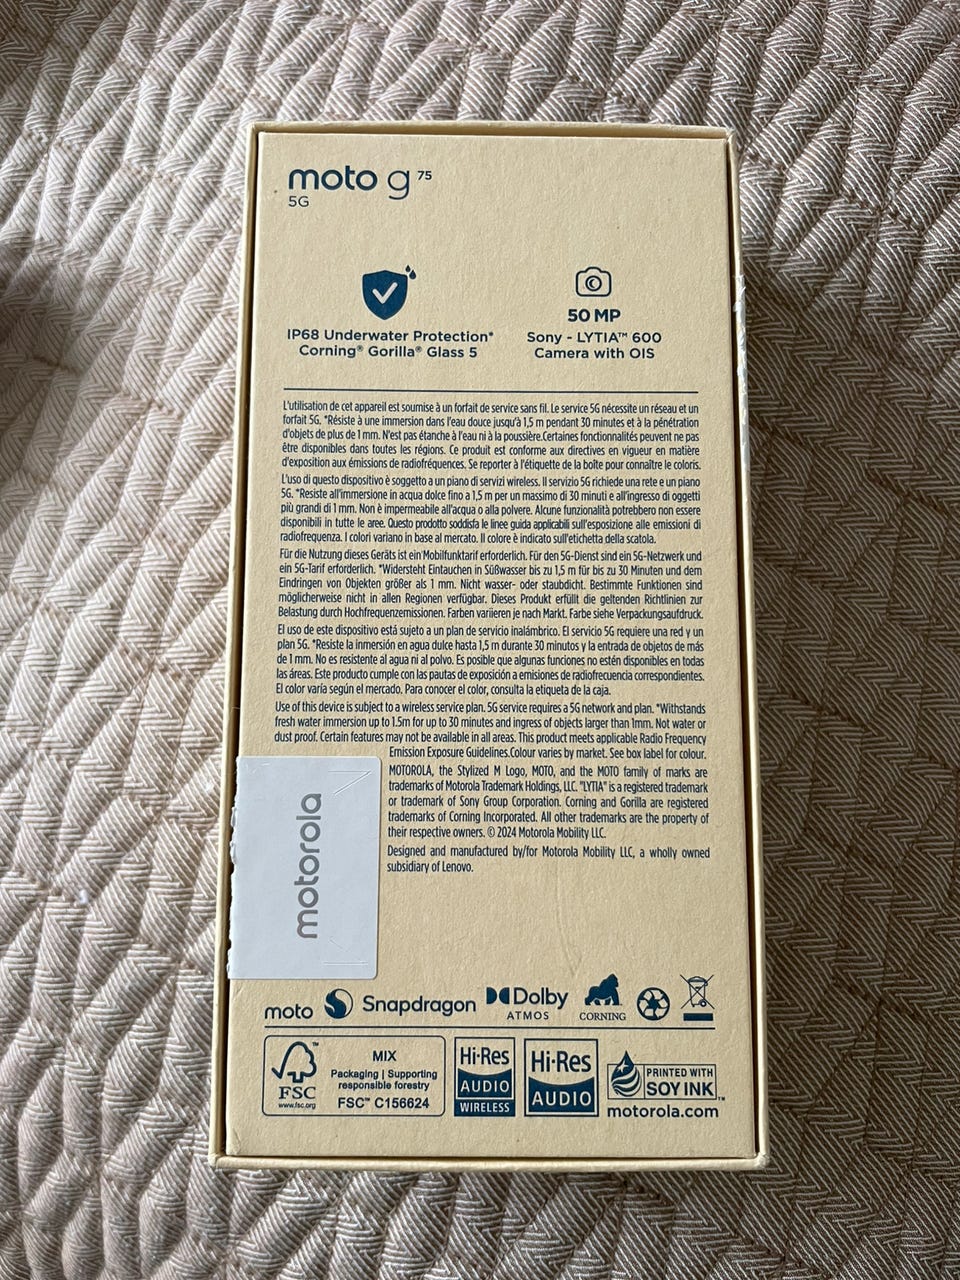 moto g 75
5G
IP68 Underwater Protection*
Corning® Gorilla® Glass 5
50 MP
Sony - LYTIA™ 600
Camera with OIS
L'utilisation de cet appareil est soumise à un forfait de service sans fil. Le service 5G nécessite un réseau et un
forfait 5G. *Résiste à une immersion dans l'eau douce jusqu'à 1,5 m pendant 30 minutes et à la pénétration
d'objets de plus de 1 mm. N'est pas étanche à l'eau ni à la poussière.Certaines fonctionnalités peuvent ne pas
être disponibles dans toutes les régions. Ce produit est conforme aux directives en vigueur en matière
d'exposition aux émissions de radiofréquences. Se reporter à l'étiquette de la boîte pour connaître le coloris.
L'uso di questo dispositivo è soggetto a un piano di servizi wireless. Il servizio 5G richiede una rete e un piano
5G. *Resiste all'immersione in acqua dolce fino a 1,5 m per un massimo di 30 minuti e all'ingresso di oggetti
più grandi di 1 mm. Non è impermeabile all'acqua o alla polvere. Alcune funzionalità potrebbero non essere
disponibili in tutte le aree. Questo prodotto soddisfa le linee guida applicabili sull'esposizione alle emissioni di
radiofrequenza. I colori variano in base al mercato. Il colore è indicato sull'etichetta della scatola.
Für die Nutzung dieses Geräts ist ein Mobilfunktarif erforderlich. Für den 5G-Dienst sind ein 5G-Netzwerk und
ein 5G-Tarif erforderlich. *Widersteht Eintauchen in Süßwasser bis zu 1,5 m für bis zu 30 Minuten und dem
Eindringen von Objekten größer als 1 mm. Nicht wasser- oder staubdicht. Bestimmte Funktionen sind
möglicherweise nicht in allen Regionen verfügbar. Dieses Produkt erfüllt die geltenden Richtlinien zur
Belastung durch Hochfrequenzemissionen. Farben variieren je nach Markt. Farbe siehe Verpackungsaufdruck.
El uso de este dispositivo está sujeto a un plan de servicio inalámbrico. El servicio 5G requiere una red y un
plan 5G. *Resiste la inmersión en agua dulce hasta 1,5 m durante 30 minutos y la entrada de objetos de más
de 1 mm. No es resistente al agua ni al polvo. Es posible que algunas funciones no estén disponibles en todas
las áreas. Este producto cumple con las pautas de exposición a emisiones de radiofrecuencia correspondientes.
El color varía según el mercado. Para conocer el color, consulta la etiqueta de la caja.
Use of this device is subject to a wireless service plan. 5G service requires a 5G network and plan. *Withstands
fresh water immersion up to 1.5m for up to 30 minutes and ingress of objects larger than 1mm. Not water or
dust proof. Certain features may not be available in all areas. This product meets applicable Radio Frequency
Emission Exposure Guidelines.Colour varies by market. See box label for colour.
MOTOROLA, the Stylized M Logo, MOTO, and the MOTO family of marks are
trademarks of Motorola Trademark Holdings, LLC. "LYTIA" is a registered trademark
or trademark of Sony Group Corporation. Corning and Gorilla are registered
trademarks of Corning Incorporated. All other trademarks are the property of
their respective owners. © 2024 Motorola Mobility LLC.
Designed and manufactured by/for Motorola Mobility LLC, a wholly owned
subsidiary of Lenovo.
motorola
moto
Snapdragon
Dolby
ATMOS
CORNING
FSC
www.fsc.org
MIX
Packaging | Supporting
responsible forestry
FSC™ C156624
Hi-Res
AUDIO
WIRELESS
Hi-Res
AUDIO
PRINTED WITH
SOY INK™
motorola.com